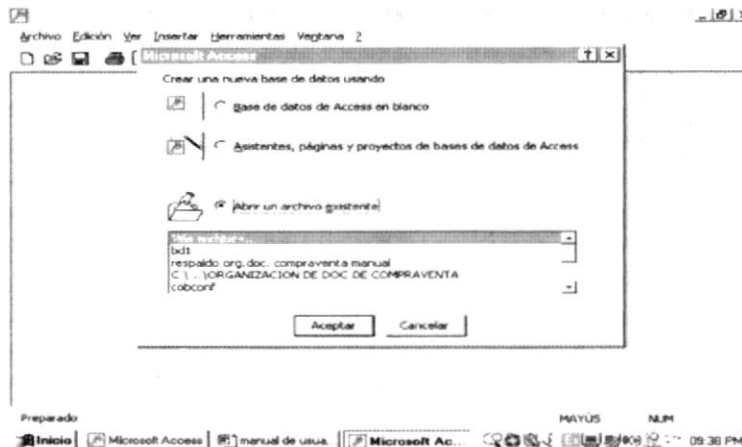 Archivo Edición Ver Insertar Herramientas Ventana ?
Microsoft Access
Crear una nueva base de datos usando
Base de datos de Access en blanco
Asistentes, páginas y proyectos de bases de datos de Access
Abrir un archivo existente
Más archivos...
bd1
respaldo org.doc. compraventa manual
C:\...\ORGANIZACION DE DOC DE COMPRAVENTA
cobconf
Aceptar Cancelar
Preparado MAYÚS NUM
Inicio Microsoft Access manual de usua... Microsoft Ac... 09:36 PM